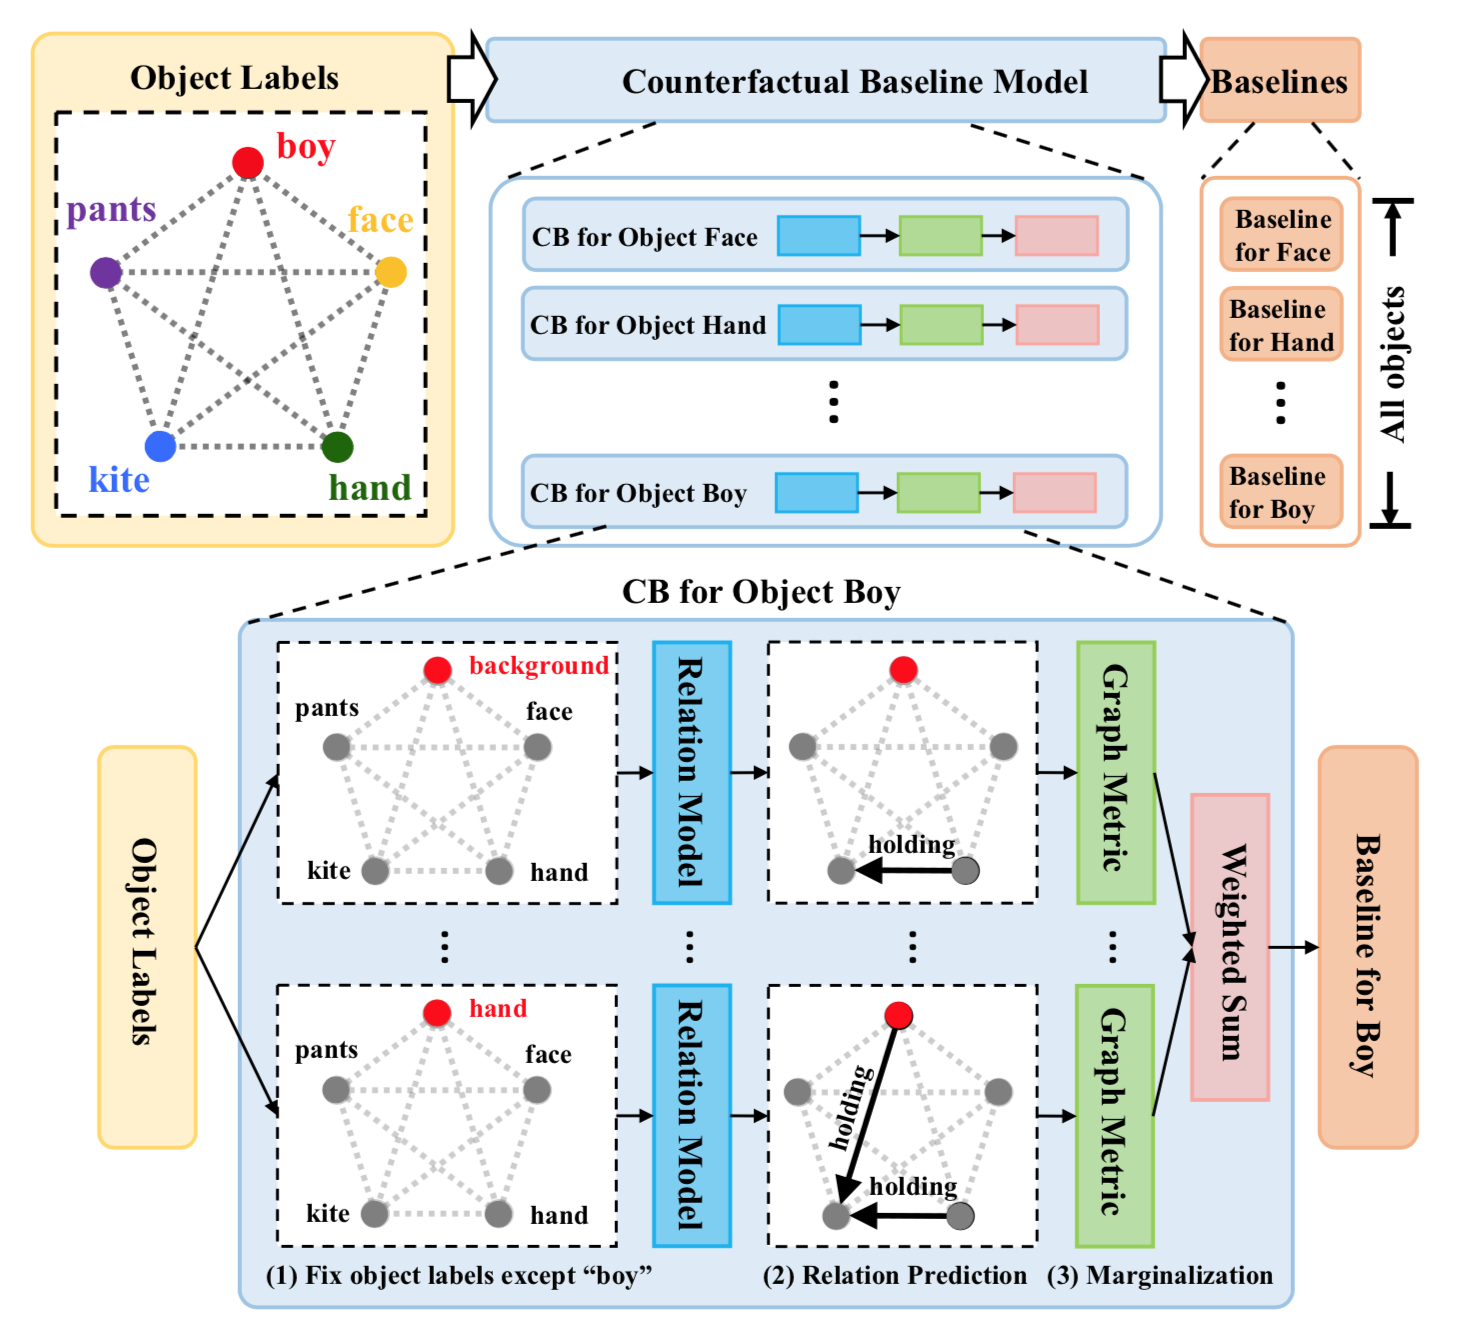 Object Labels
boy
pants
face
kite
hand
Counterfactual Baseline Model
Baselines
CB for Object Face
CB for Object Hand
CB for Object Boy
Baseline
for Face
Baseline
for Hand
Baseline
for Boy
All objects
CB for Object Boy
Object Labels
background
pants
face
kite
hand
Relation Model
holding
Graph Metric
hand
pants
face
kite
hand
Relation Model
holding
holding
Graph Metric
Weighted Sum
Baseline for Boy
(1) Fix object labels except “boy”
(2) Relation Prediction
(3) Marginalization